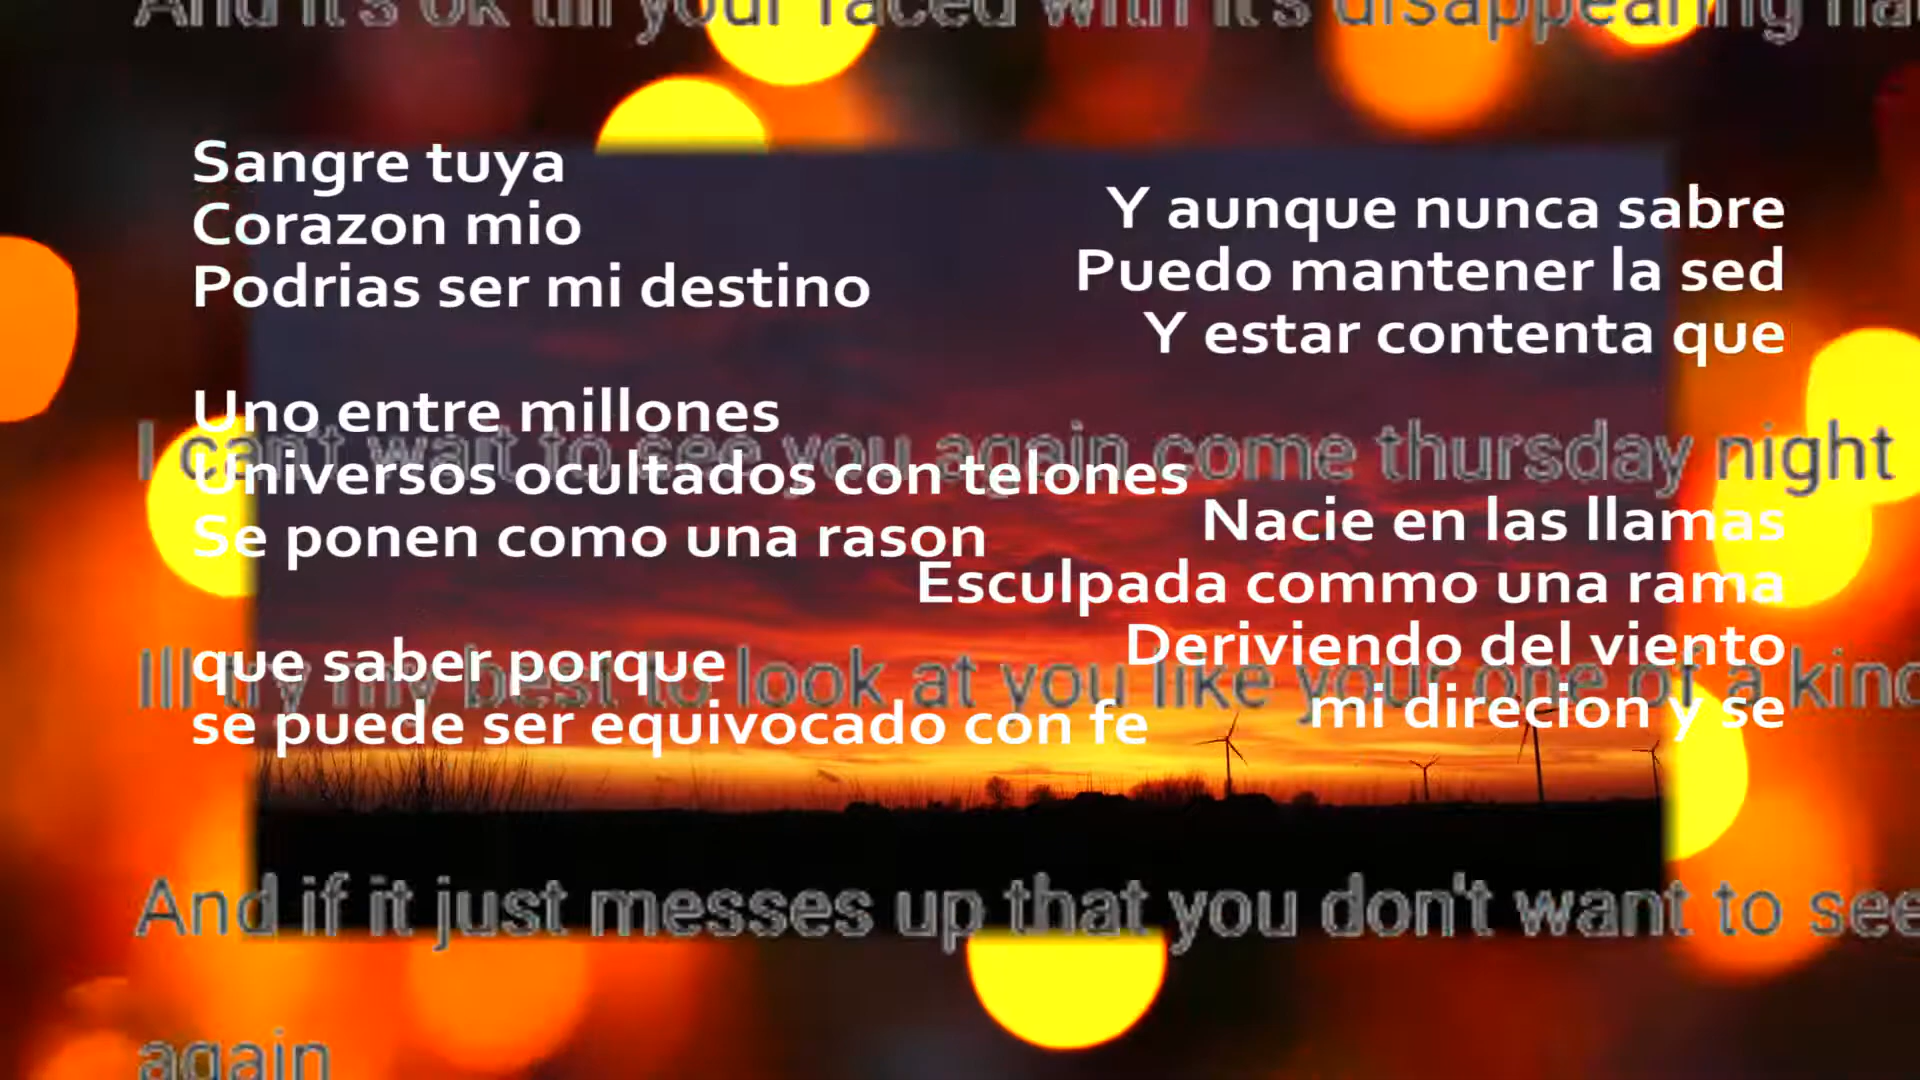 And it's ok till your faced with it's disappearing
Sangre tuya
Corazon mio
Podrias ser mi destino
Uno entre millones
Universos ocultados con telones
Se ponen como una rason
que saber porque
se puede ser equivocado con fe
Y aunque nunca sabre
Puedo mantener la sed
Y estar contenta que
Nacie en las llamas
Esculpada commo una rama
Deriviendo del viento
mi direcion y se
I can't wait to see you again come thursday night
Ill try my best to look at you like your one of a kind
And if it just messes up that you don't want to see
again